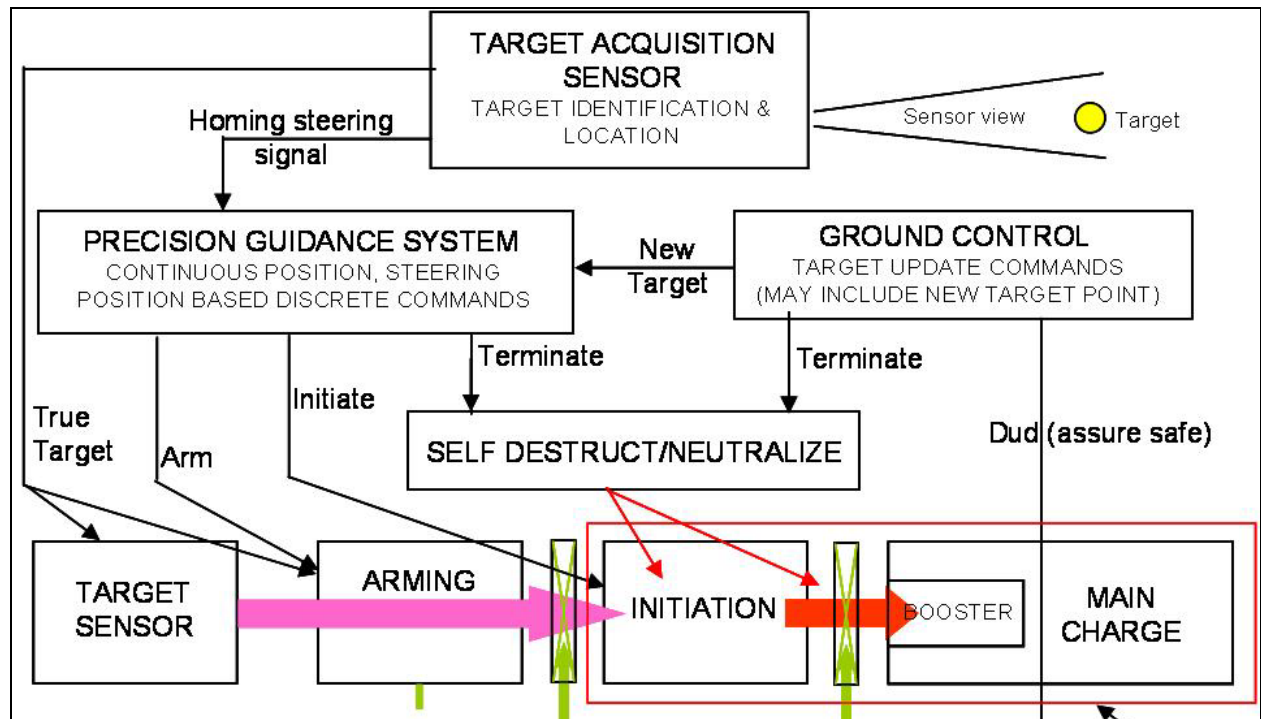 TARGET ACQUISITION
SENSOR
TARGET IDENTIFICATION &
LOCATION
Sensor view
Target
Homing steering
signal
PRECISION GUIDANCE SYSTEM
CONTINUOUS POSITION, STEERING
POSITION BASED DISCRETE COMMANDS
New
Target
GROUND CONTROL
TARGET UPDATE COMMANDS
(MAY INCLUDE NEW TARGET POINT)
Terminate
Terminate
Initiate
True
Target
Arm
Dud (assure safe)
SELF DESTRUCT/NEUTRALIZE
TARGET
SENSOR
ARMING
INITIATION
BOOSTER
MAIN
CHARGE